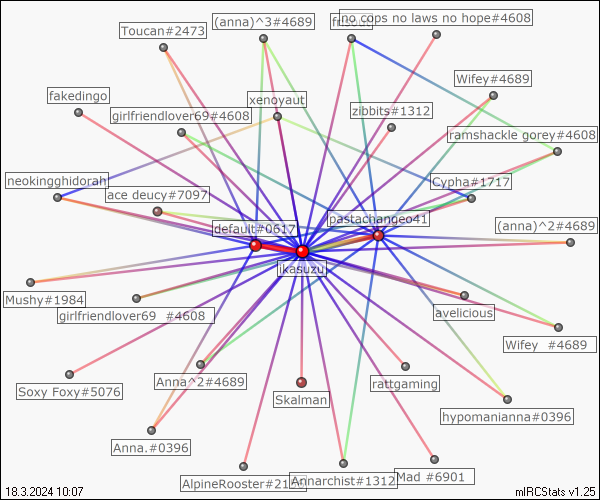 (anna)^3#4689
no cops no laws no hope#4608
Toucan#2473
Wifey#4689
fakedingo
xenoyaut
zibbits#1312
girlfriendlover69#4608
ramshackle gorey#4608
neokingghidorah
ace deucy#7097
Cypha#1717
pastachangeo41
default#0617
(anna)^2#4689
ikasuzu
Mushy#1984
girlfriendlover69 #4608
avelicious
Wifey #4689
Anna^2#4689
rattgaming
Soxy Foxy#5076
Skalman
hypomanianna#0396
Anna.#0396
AlpineRooster#21
Annarchist#1312
Mad #6901
18.3.2024 10:07
mIRCStats v1.25